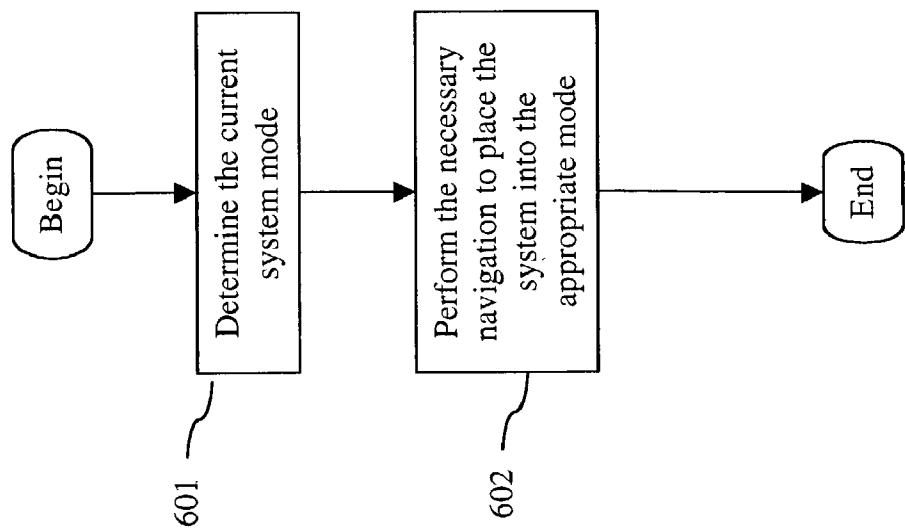 Begin
601
Determine the current
system mode
602
Perform the necessary
navigation to place the
system into the
appropriate mode
End